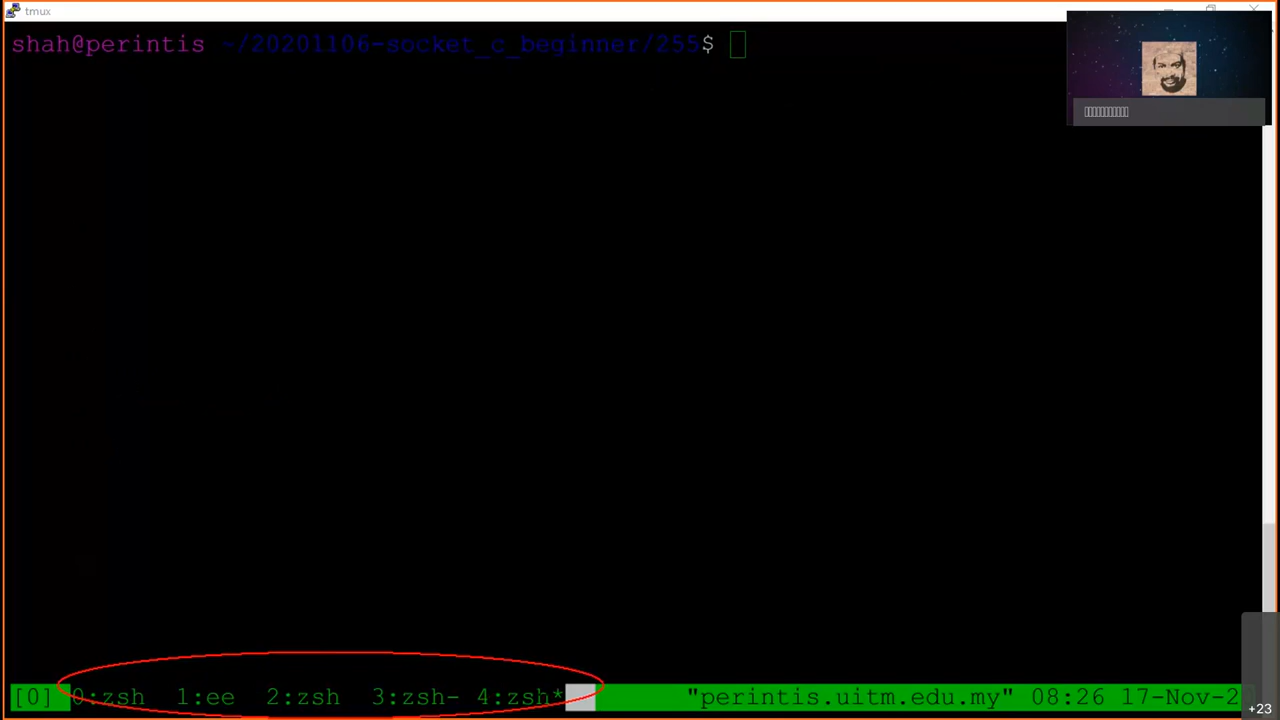 tmux
shah@perintis ~/20201106-socket_c_beginner/255$
[0] 0:zsh 1:ee 2:zsh 3:zsh- 4:zsh* "perintis.uitm.edu.my" 08:26 17-Nov-2
+23